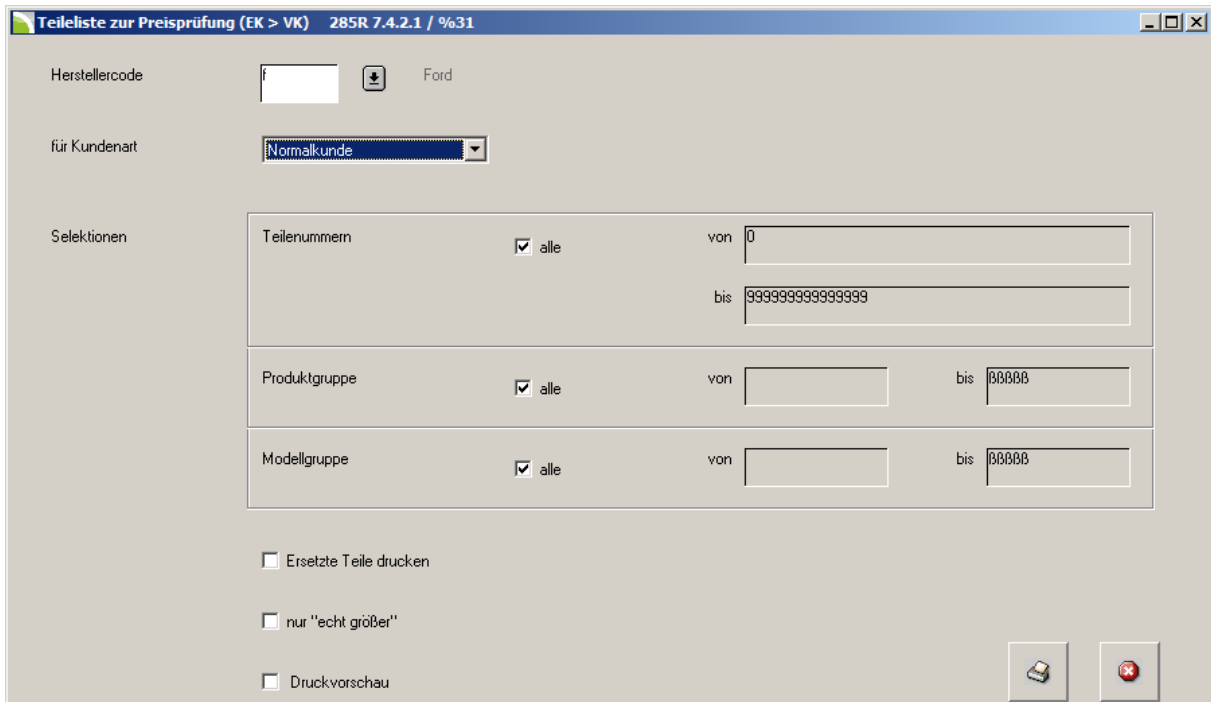 Teileliste zur Preisprüfung (EK > VK) 285R 7.4.2.1 / %31
Herstellercode f Ford
für Kundenart Normalkunde
Selektionen Teilenummern alle von 0
bis 999999999999999
Produktgruppe alle von bis ßßßßß
Modellgruppe alle von bis ßßßßß
Ersetzte Teile drucken
nur "echt größer"
Druckvorschau